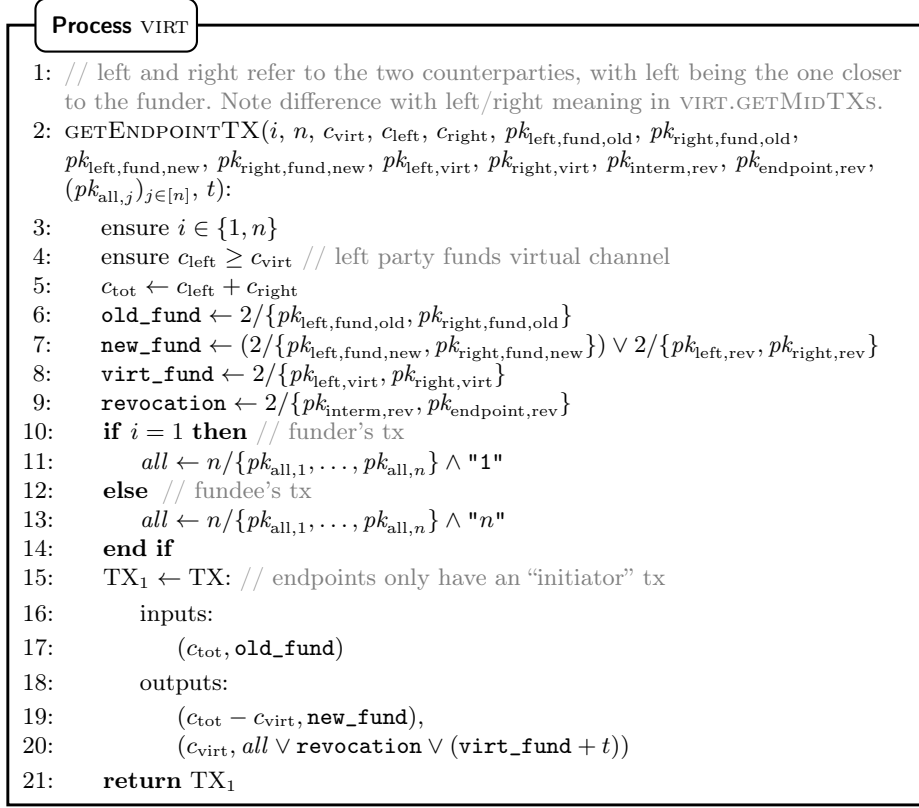 Process VIRT
1: // left and right refer to the two counterparties, with left being the one closer
to the funder. Note difference with left/right meaning in VIRT.GETMIDTXS.
2: GETENDPOINTTX(i, n, c_virt, c_left, c_right, pk_left,fund,old, pk_right,fund,old,
pk_left,fund,new, pk_right,fund,new, pk_left,virt, pk_right,virt, pk_interm,rev, pk_endpoint,rev,
(pk_all,j)_j∈[n], t):
3: ensure i ∈ {1, n}
4: ensure c_left ≥ c_virt // left party funds virtual channel
5: c_tot ← c_left + c_right
6: old_fund ← 2/{pk_left,fund,old, pk_right,fund,old}
7: new_fund ← (2/{pk_left,fund,new, pk_right,fund,new}) ∨ 2/{pk_left,rev, pk_right,rev}
8: virt_fund ← 2/{pk_left,virt, pk_right,virt}
9: revocation ← 2/{pk_interm,rev, pk_endpoint,rev}
10: if i = 1 then // funder's tx
11: all ← n/{pk_all,1, . . . , pk_all,n} ∧ "1"
12: else // fundee's tx
13: all ← n/{pk_all,1, . . . , pk_all,n} ∧ "n"
14: end if
15: TX_1 ← TX: // endpoints only have an “initiator” tx
16: inputs:
17: (c_tot, old_fund)
18: outputs:
19: (c_tot − c_virt, new_fund),
20: (c_virt, all ∨ revocation ∨ (virt_fund + t))
21: return TX_1